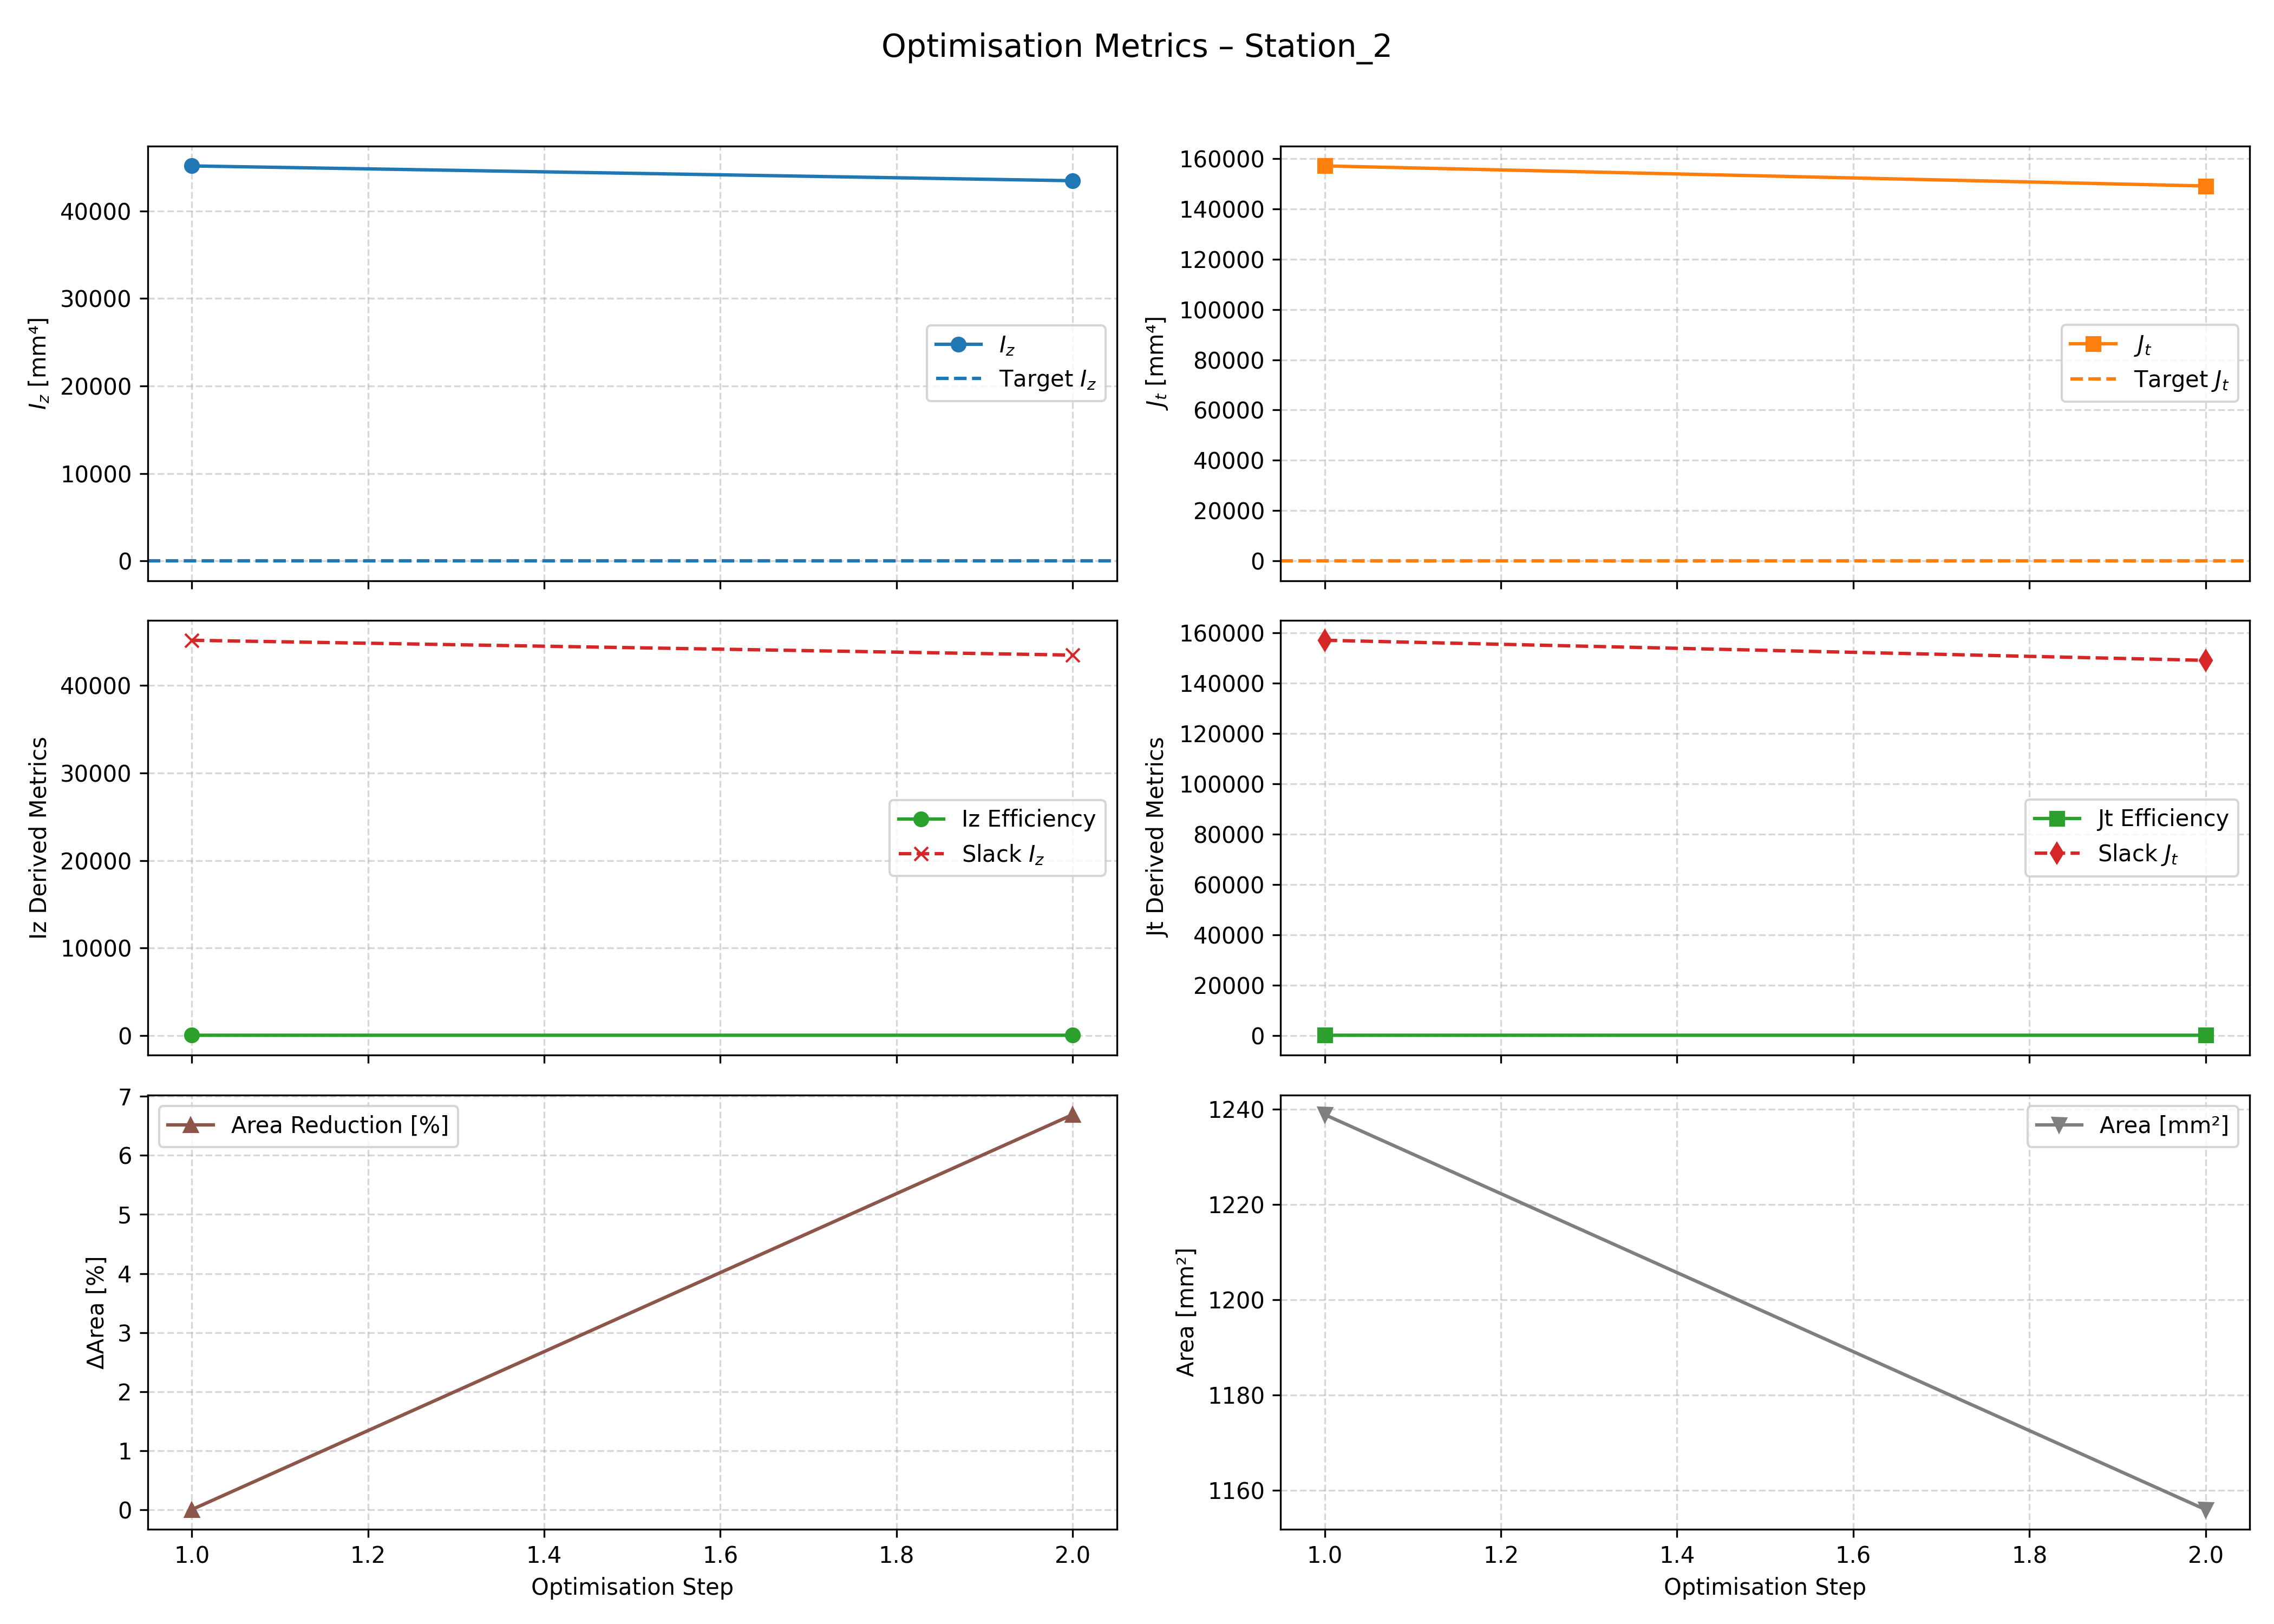 Optimisation Metrics – Station_2
I_z [mm⁴]
40000
30000
20000
10000
0
I_z
Target I_z
J_t [mm⁴]
160000
140000
120000
100000
80000
60000
40000
20000
0
J_t
Target J_t
Iz Derived Metrics
40000
30000
20000
10000
0
Iz Efficiency
Slack I_z
Jt Derived Metrics
160000
140000
120000
100000
80000
60000
40000
20000
0
Jt Efficiency
Slack J_t
ΔArea [%]
7
6
5
4
3
2
1
0
Area Reduction [%]
1.0 1.2 1.4 1.6 1.8 2.0
Optimisation Step
Area [mm²]
1240
1220
1200
1180
1160
Area [mm²]
1.0 1.2 1.4 1.6 1.8 2.0
Optimisation Step